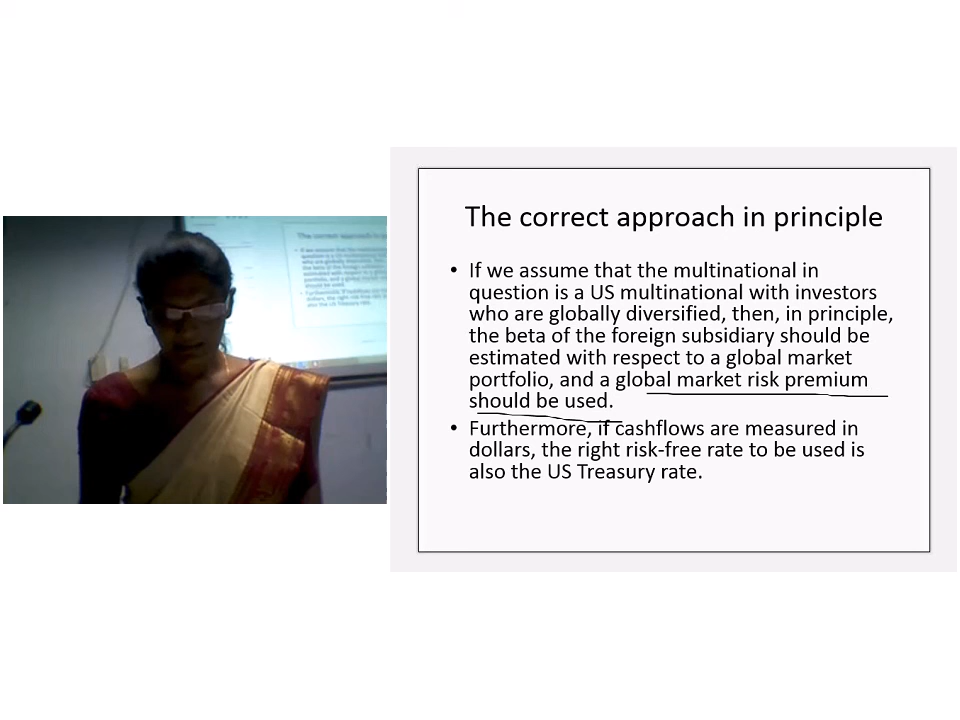 The correct approach in principle
• If we assume that the multinational in
question is a US multinational with investors
who are globally diversified, then, in principle,
the beta of the foreign subsidiary should be
estimated with respect to a global market
portfolio, and a global market risk premium
should be used.
• Furthermore, if cashflows are measured in
dollars, the right risk-free rate to be used is
also the US Treasury rate.